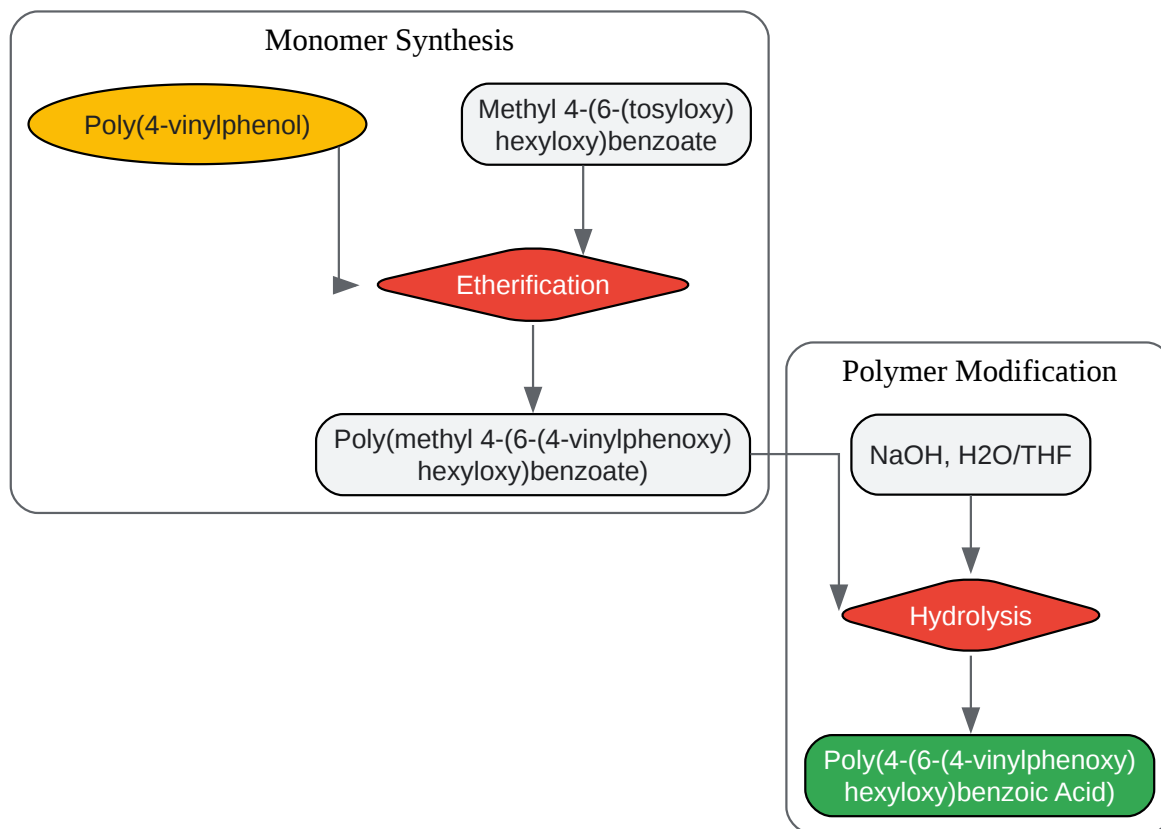 Monomer Synthesis
Poly(4-vinylphenol)
Methyl 4-(6-(tosyloxy)
hexyloxy)benzoate
Etherification
Poly(methyl 4-(6-(4-vinylphenoxy)
hexyloxy)benzoate)
Polymer Modification
NaOH, H2O/THF
Hydrolysis
Poly(4-(6-(4-vinylphenoxy)
hexyloxy)benzoic Acid)